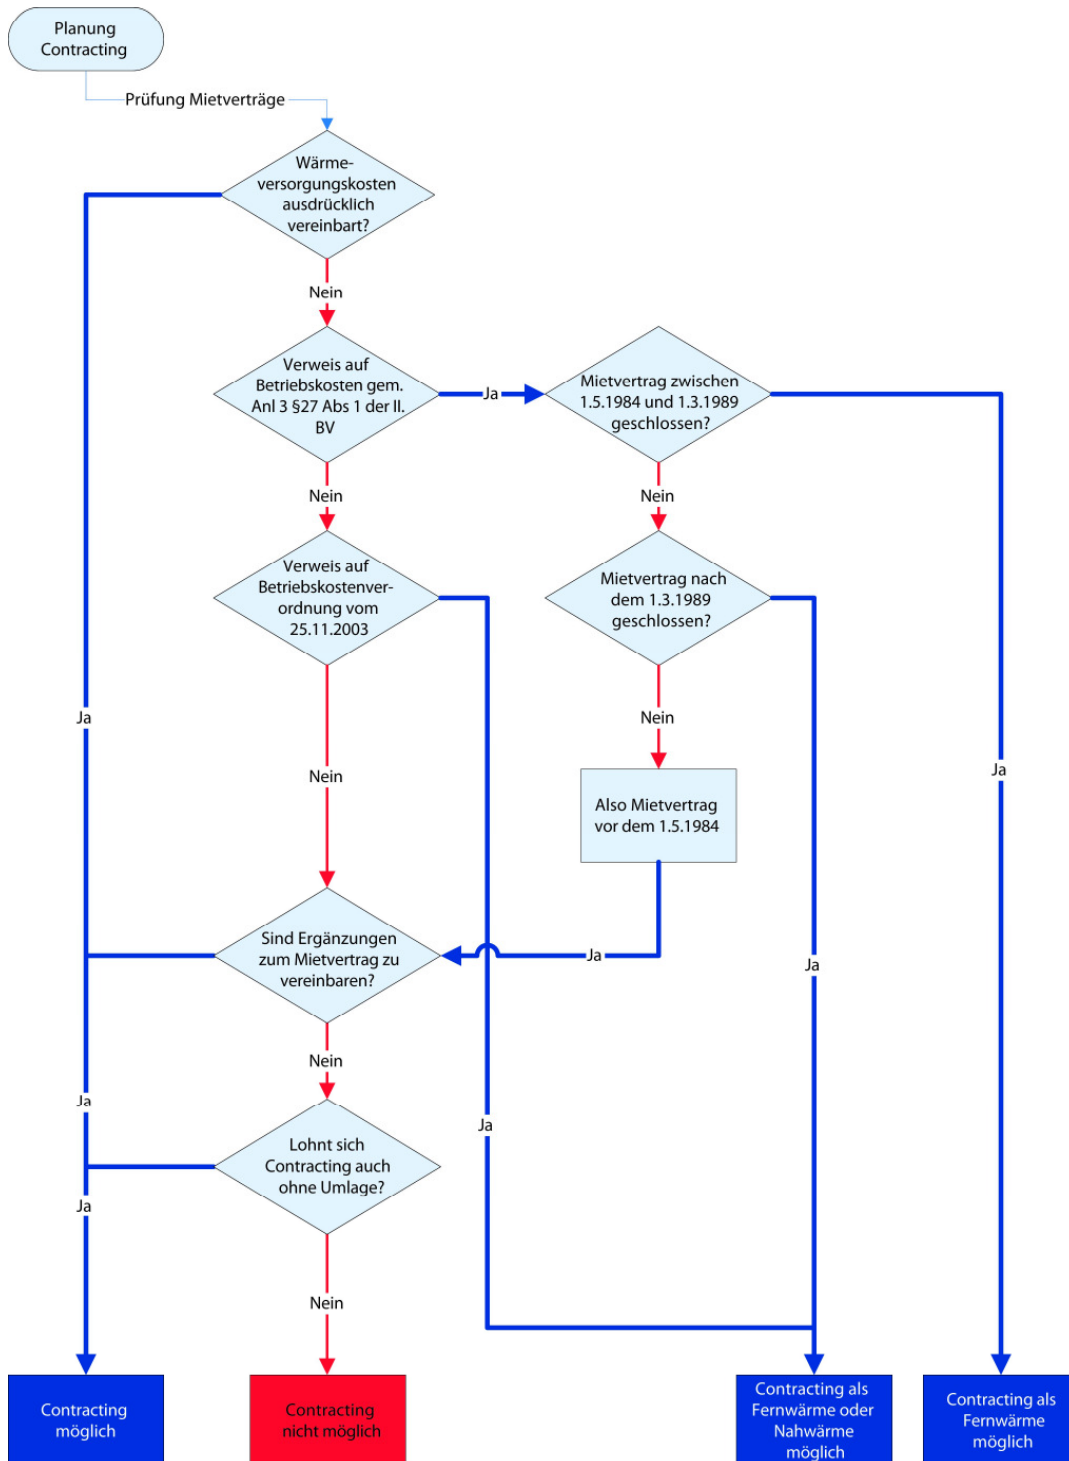 Planung
Contracting
Prüfung Mietverträge
Wärme-
versorgungskosten
ausdrücklich
vereinbart?
Nein
Verweis auf
Betriebskosten gem.
Anl 3 §27 Abs 1 der II.
BV
Ja
Mietvertrag zwischen
1.5.1984 und 1.3.1989
geschlossen?
Nein
Nein
Verweis auf
Betriebskostenver-
ordnung vom
25.11.2003
Mietvertrag nach
dem 1.3.1989
geschlossen?
Ja
Nein
Nein
Ja
Also Mietvertrag
vor dem 1.5.1984
Sind Ergänzungen
zum Mietvertrag zu
vereinbaren?
Ja
Ja
Nein
Ja
Ja
Lohnt sich
Contracting auch
ohne Umlage?
Ja
Nein
Contracting
möglich
Contracting
nicht möglich
Contracting als
Fernwärme oder
Nahwärme
möglich
Contracting als
Fernwärme
möglich